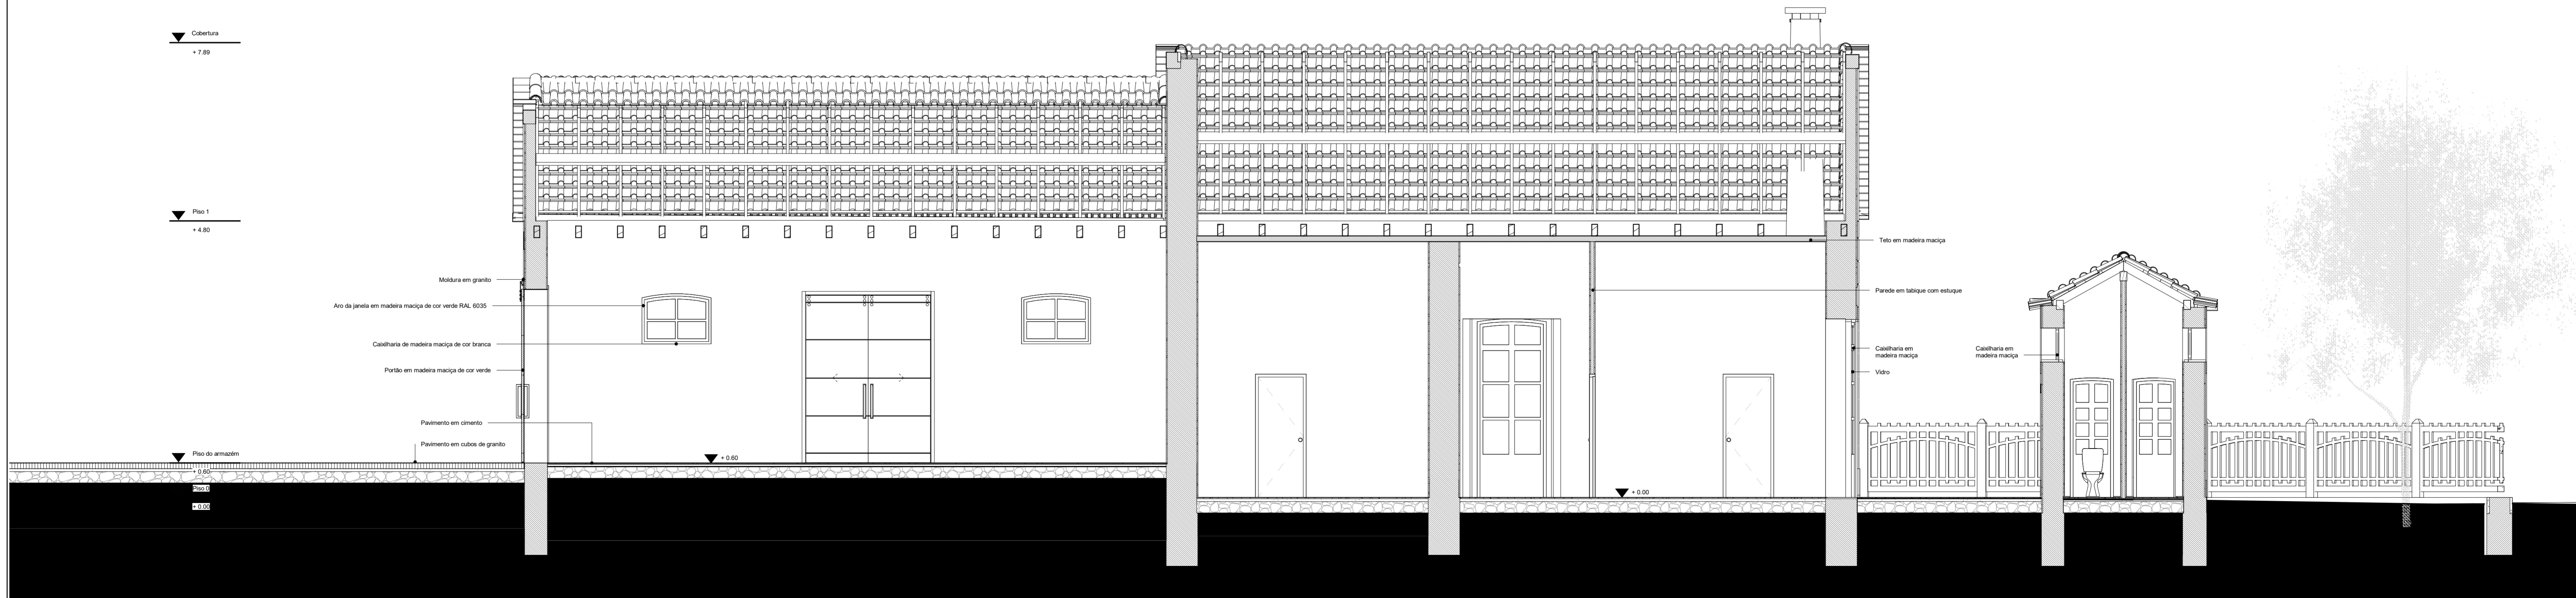 Cobertura
+ 7.89
Piso 1
+ 4.80
Moldura em granito
Aro da janela em madeira maciça de cor verde RAL 6035
Caixilharia de madeira maciça de cor branca
Portão em madeira maciça de cor verde
Pavimento em cimento
Pavimento em cubos de granito
Piso do armazém
+ 0.60
Piso 0
+ 0.00
+ 0.60
+ 0.00
Teto em madeira maciça
Parede em tabique com estuque
Caixilharia em
madeira maciça
Vidro
Caixilharia em
madeira maciça